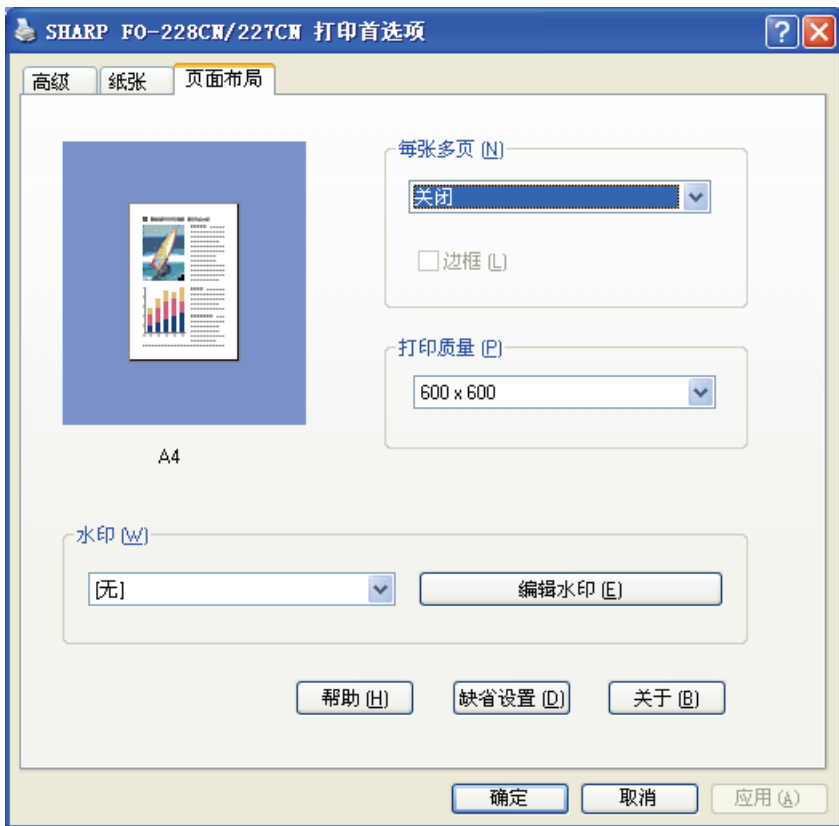 SHARP FO-228CN/227CN 打印首选项
高级 纸张 页面布局
每张多页 (N)
关闭
边框 (L)
打印质量 (P)
600 x 600
A4
水印 (W)
[无] 编辑水印 (E)
帮助 (H) 缺省设置 (D) 关于 (B)
确定 取消 应用 (A)